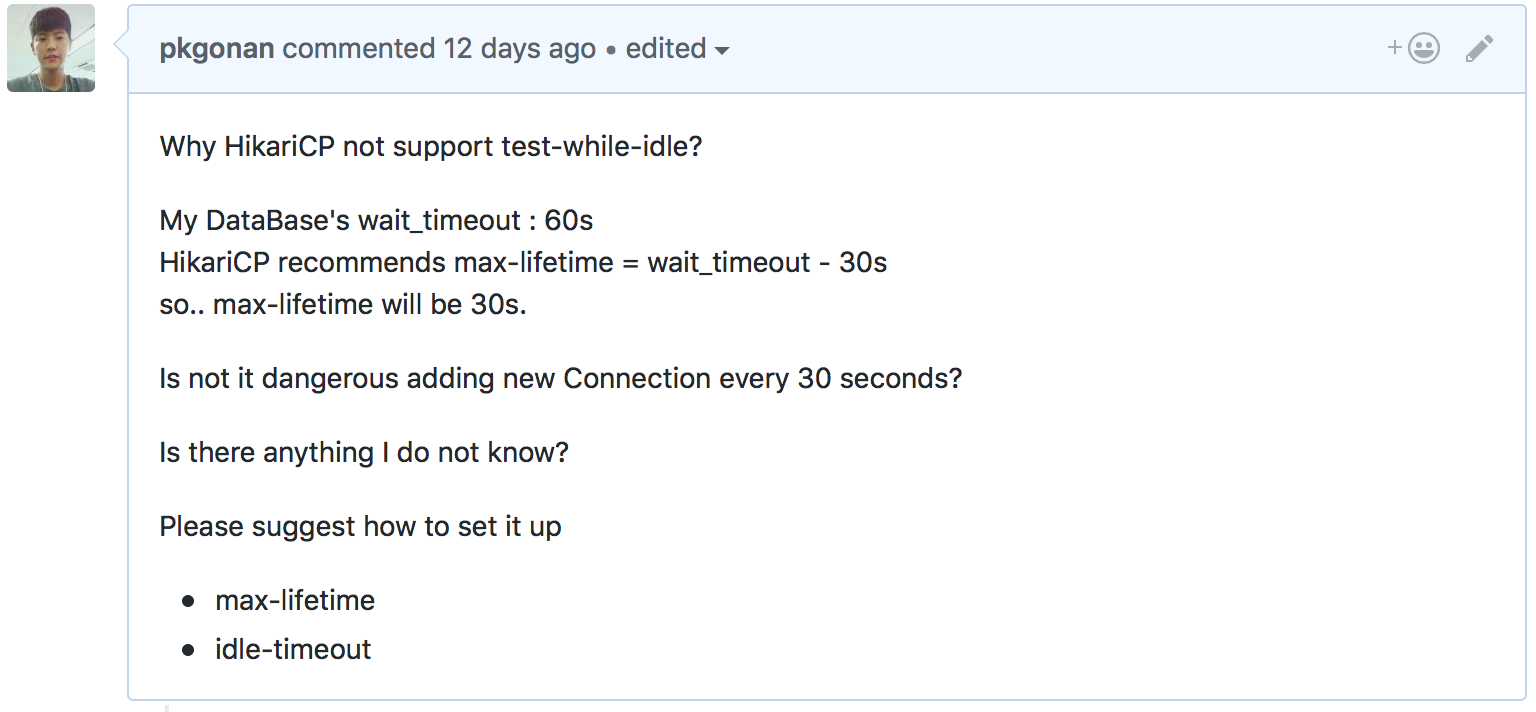 pkgonan commented 12 days ago • edited
Why HikariCP not support test-while-idle?
My DataBase's wait_timeout : 60s
HikariCP recommends max-lifetime = wait_timeout - 30s
so.. max-lifetime will be 30s.
Is not it dangerous adding new Connection every 30 seconds?
Is there anything I do not know?
Please suggest how to set it up
• max-lifetime
• idle-timeout